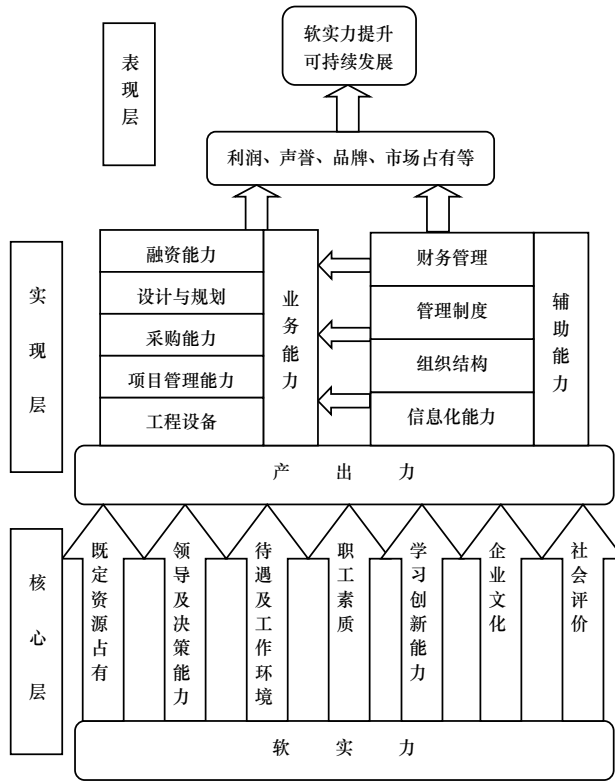 表现层
软实力提升
可持续发展
利润、声誉、品牌、市场占有等
实现层
融资能力
设计与规划
采购能力
项目管理能力
工程设备
业务能力
财务管理
管理制度
组织结构
信息化能力
辅助能力
产出力
核心层
既定资源占有
领导及决策能力
待遇及工作环境
职工素质
学习创新能力
企业文化
社会评价
软实力